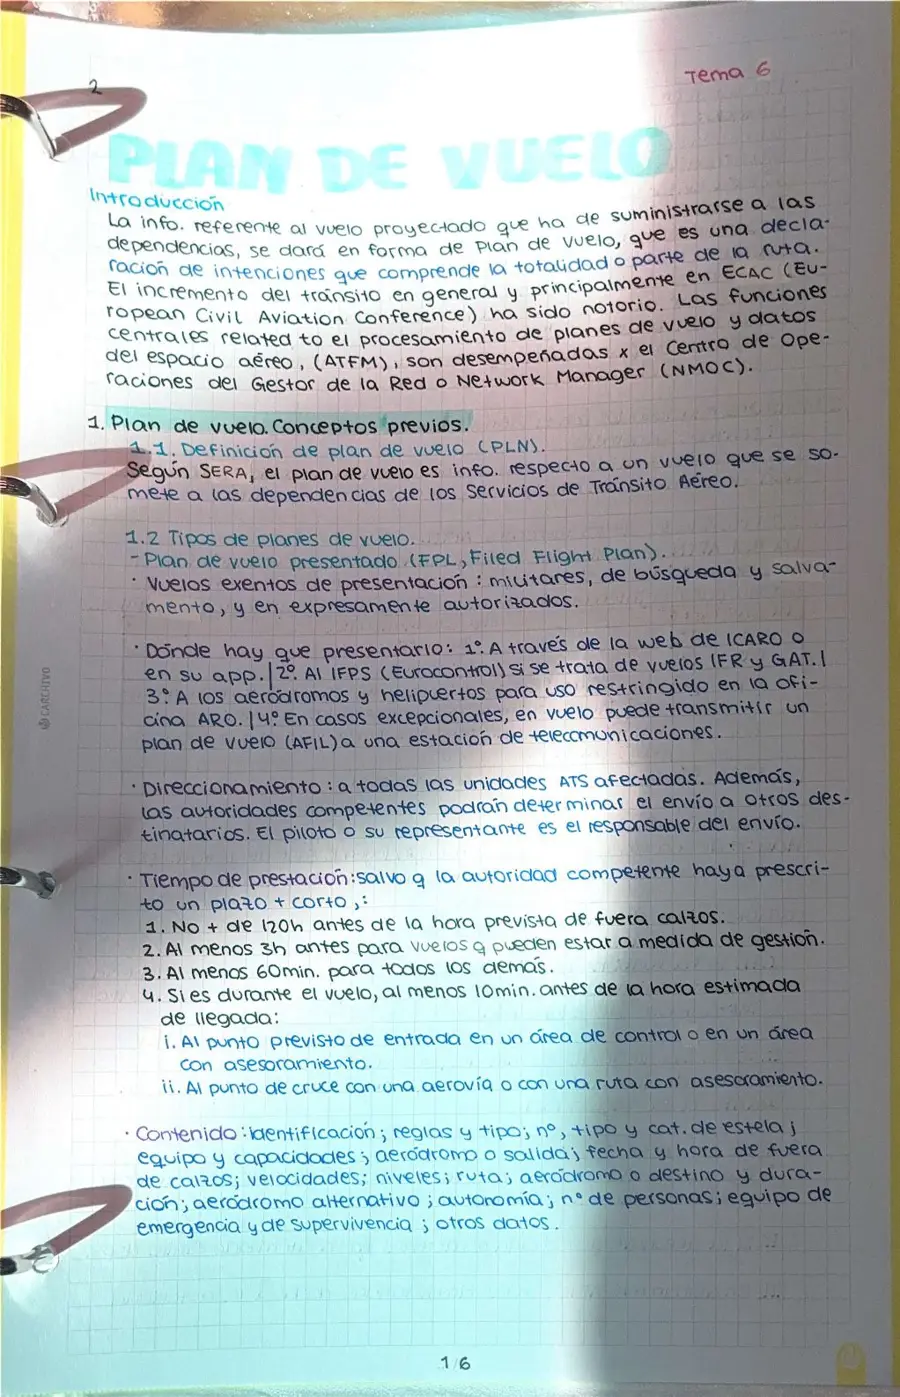 Tema 6
2
PLAN DE VUELO
Introducción
La info. referente al vuelo proyectado que ha de suministrarse a las
dependencias, se dará en forma de Plan de Vuelo, que es una decla-
ración de intenciones que comprende la totalidad o parte de la ruta.
El incremento del tránsito en general y principalmente en ECAC (Eu-
ropean Civil Aviation Conference) ha sido notorio. Las funciones
centrales related to el procesamiento de planes de vuelo y datos
del espacio aéreo, (ATFM), son desempeñadas x el Centro de Ope-
raciones del Gestor de la Red o Network Manager (NMOC).
1. Plan de vuelo. Conceptos previos.
1.1. Definición de plan de vuelo (PLN).
Según SERA, el plan de vuelo es info. respecto a un vuelo que se so-
mete a las dependencias de los Servicios de Tránsito Aéreo.
1.2 Tipos de planes de vuelo.
- Plan de vuelo presentado (FPL, Filed Flight Plan).
· Vuelos exentos de presentación: militares, de búsqueda y salva-
mento, y en expresamente autorizados.
· Dónde hay que presentarlo: 1º A través de la web de ICARO o
en su app. | 2º Al IFPS (Eurocontrol) si se trata de vuelos IFR y GAT. |
3º A los aeródromos y helipuertos para uso restringido en la ofi-
cina ARO. | 4º En casos excepcionales, en vuelo puede transmitir un
plan de vuelo (AFIL) a una estación de telecomunicaciones.
· Direccionamiento: a todas las unidades ATS afectadas. Además,
las autoridades competentes podrán determinar el envío a otros des-
tinatarios. El piloto o su representante es el responsable del envío.
· Tiempo de prestación: salvo q la autoridad competente haya prescri-
to un plazo + corto,:
1. No + de 120h antes de la hora prevista de fuera calzos.
2. Al menos 3h antes para vuelos q pueden estar a medida de gestión.
3. Al menos 60min. para todos los demás.
4. Si es durante el vuelo, al menos 10min. antes de la hora estimada
de llegada:
i. Al punto previsto de entrada en un área de control o en un área
con asesoramiento.
ii. Al punto de cruce con una aerovía o con una ruta con asesoramiento.
· Contenido: identificación; reglas y tipo; nº, tipo y cat. de estela;
equipo y capacidades; aeródromo o salida; fecha y hora de fuera
de calzos; velocidades; niveles; ruta; aeródromo o destino y dura-
ción; aeródromo alternativo; autonomía; nº de personas; equipo de
emergencia y de supervivencia; otros datos.
CARCHIVO
1/6